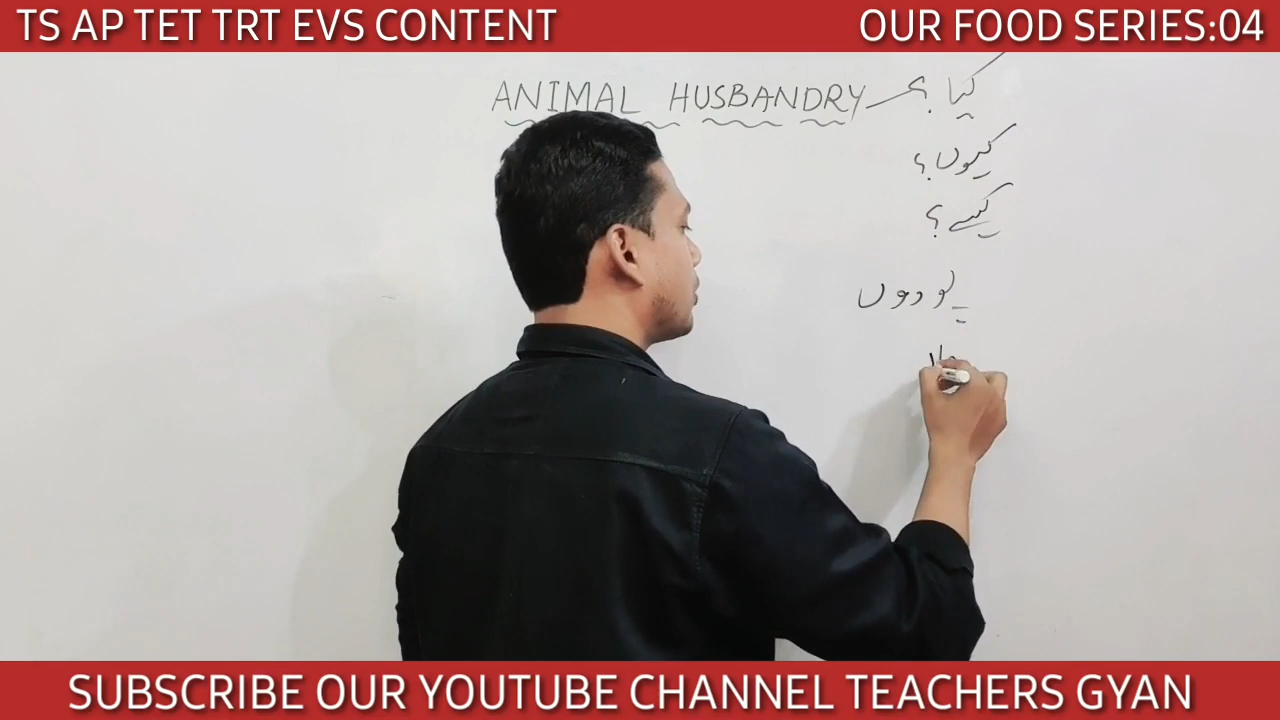 TS AP TET TRT EVS CONTENT
OUR FOOD SERIES:04
ANIMAL HUSBANDRY
کیا ؟
کیوں؟
کیسے ؟
پودوں
SUBSCRIBE OUR YOUTUBE CHANNEL TEACHERS GYAN